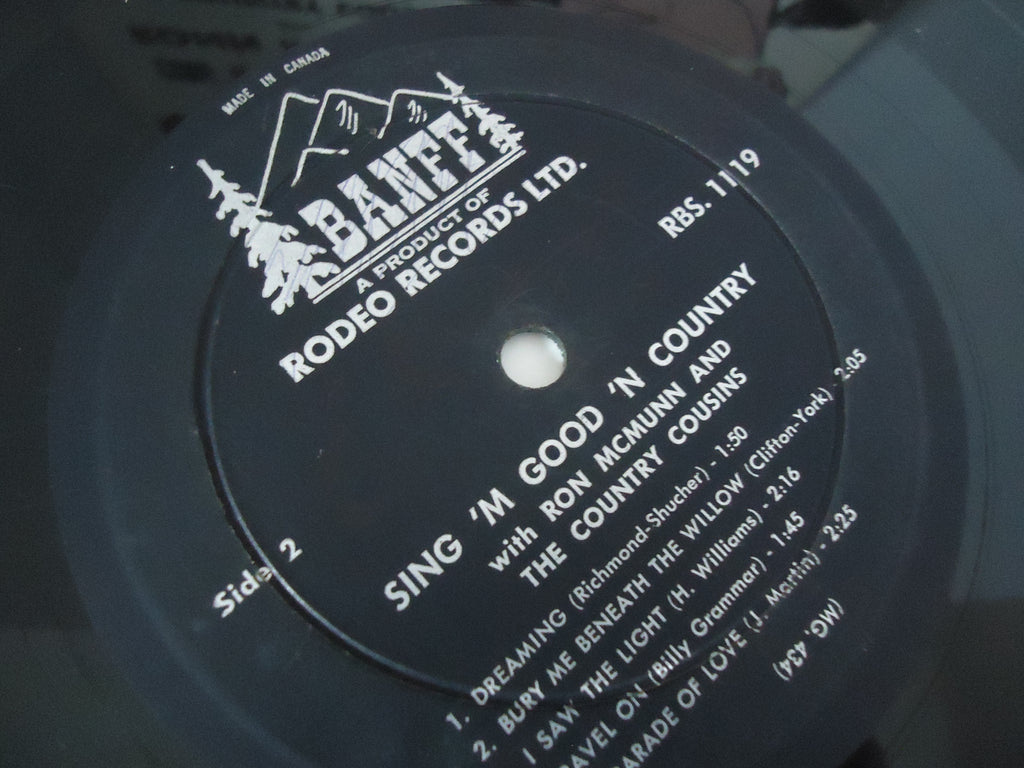 MADE IN CANADA
BANFF
A PRODUCT OF
RODEO RECORDS LTD.
RBS. 1119
Side 2
SING 'M GOOD 'N COUNTRY
with RON MCMUNN AND
THE COUNTRY COUSINS
1. DREAMING (Richmond-Shucher) - 1:50
2. BURY ME BENEATH THE WILLOW (Clifton-York) 2:05
I SAW THE LIGHT (H. Williams) - 2:16
AVEL ON (Billy Grammar) - 1:45
ARADE OF LOVE (J. Martin) - 2:25
(MG. 434)